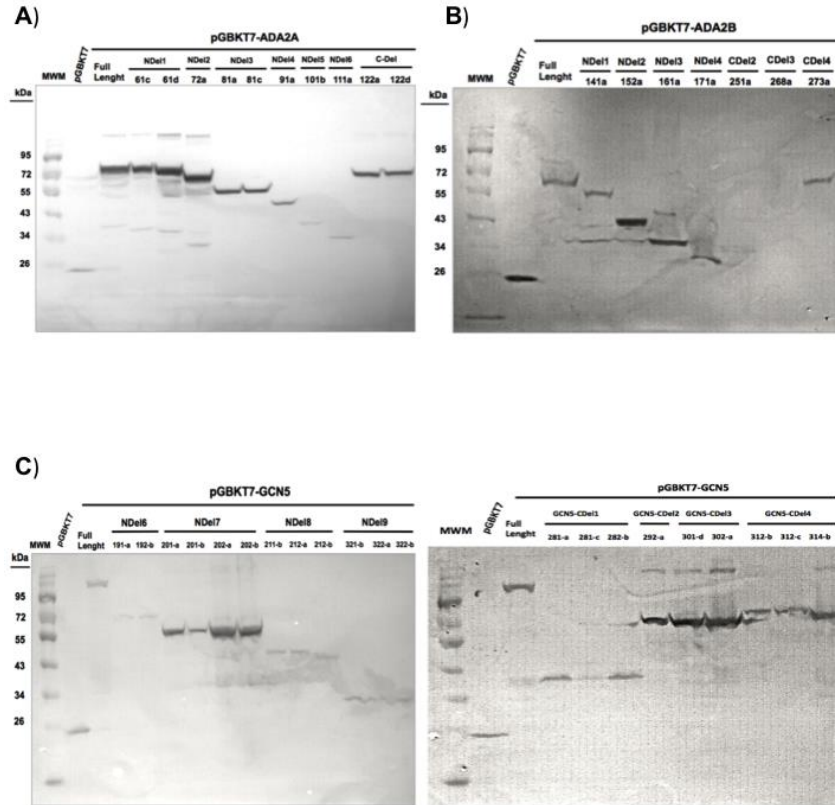 A)
pGBKT7-ADA2A
MWM
pGBKT7
Full
Lenght
NDel1
NDel2
NDel3
NDel4
NDel5
NDel6
C-Del
61c
61d
72a
81a
81c
91a
101b
111a
122a
122d
kDa
95
72
55
43
34
26
B)
pGBKT7-ADA2B
MWM
pGBKT7
Full
Lenght
NDel1
NDel2
NDel3
NDel4
CDel2
CDel3
CDel4
141a
152a
161a
171a
251a
268a
273a
kDa
95
72
55
43
34
26
C)
pGBKT7-GCN5
MWM
pGBKT7
Full
Lenght
NDel6
NDel7
NDel8
NDel9
191-a
192-b
201-a
201-b
202-a
202-b
211-b
212-a
212-b
321-b
322-a
322-b
kDa
95
72
55
43
34
26
pGBKT7-GCN5
MWM
pGBKT7
Full
Lenght
GCN5-CDel1
GCN5-CDel2
GCN5-CDel3
GCN5-CDel4
281-a
281-c
282-b
292-a
301-d
302-a
312-b
312-c
314-b